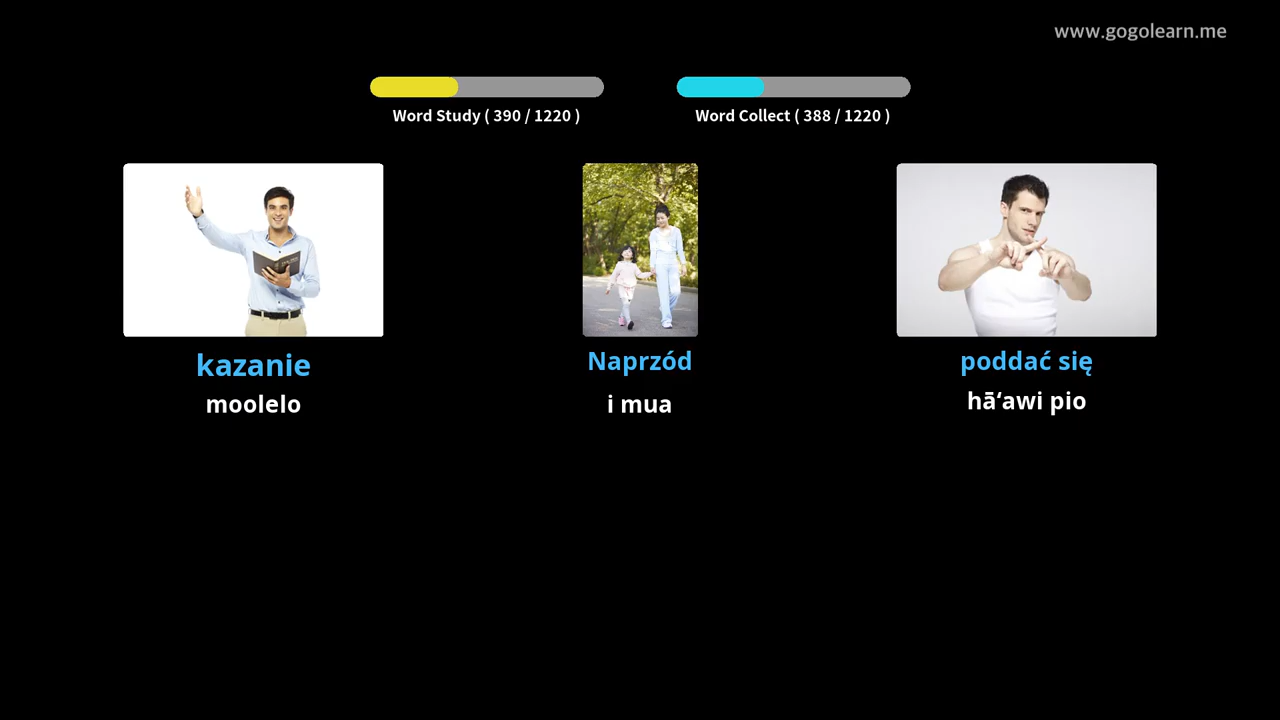 www.gogolearn.me
Word Study ( 390 / 1220 )
Word Collect ( 388 / 1220 )
kazanie
moolelo
Naprzód
i mua
poddać się
hāʻawi pio